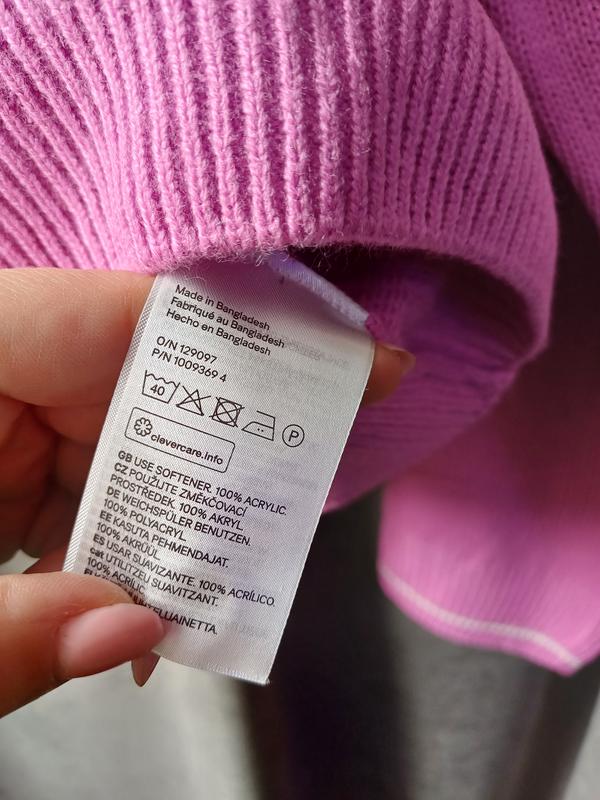 Made in Bangladesh
Fabriqué au Bangladesh
Hecho en Bangladesh
O/N 129097
P/N 1009369 4
40 P
clevercare.info
GB USE SOFTENER. 100% ACRYLIC.
CZ POUŽIJTE ZMĚKČOVACÍ
PROSTŘEDEK. 100% AKRYL.
DE WEICHSPÜLER BENUTZEN.
100% POLYACRYL.
EE KASUTA PEHMENDAJAT.
100% AKRÜÜL.
ES USAR SUAVIZANTE. 100% ACRÍLICO.
cat UTILITZEU SUAVITZANT.
100% ACRÍLIC.